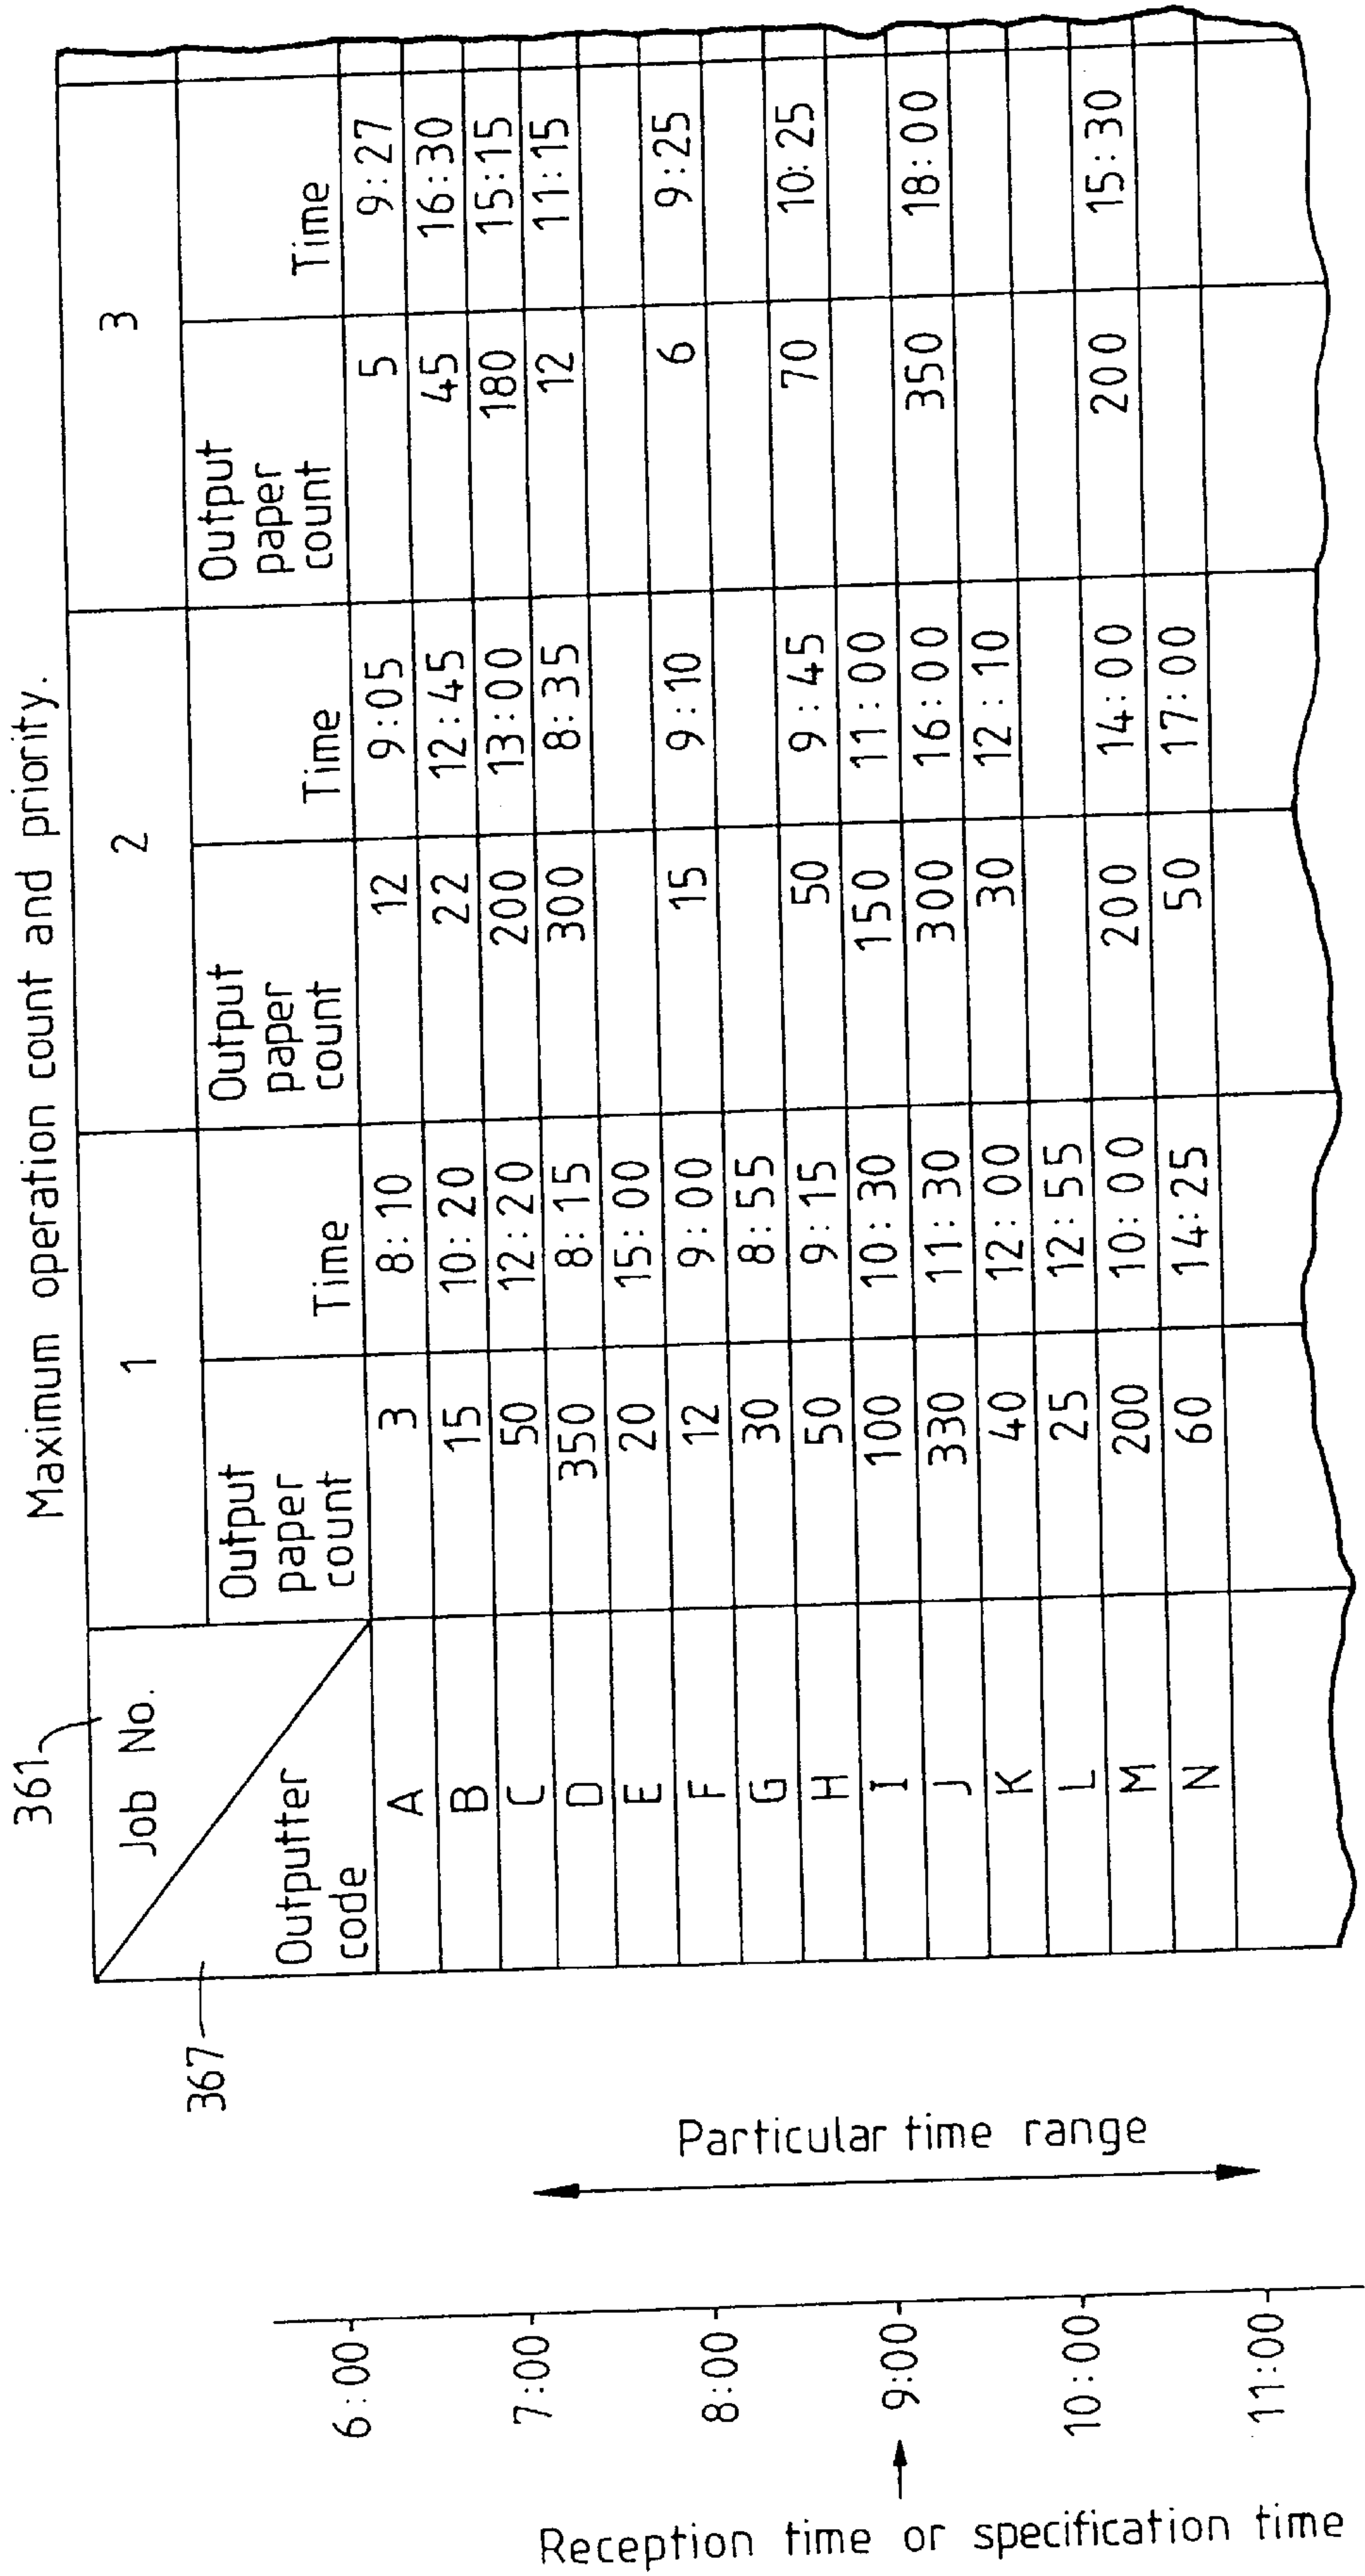 Maximum operation count and priority.
361
Job No. 1 2 3
367
Outputter code Output paper count Time Output paper count Time Output paper count Time
A 3 8:10 12 9:05 5 9:27
B 15 10:20 22 12:45 45 16:30
C 50 12:20 200 13:00 180 15:15
D 350 8:15 300 8:35 12 11:15
E 20 15:00
F 12 9:00 15 9:10 6 9:25
G 30 8:55
H 50 9:15 50 9:45 70 10:25
I 100 10:30 150 11:00
J 330 11:30 300 16:00 350 18:00
K 40 12:00 30 12:10
L 25 12:55
M 200 10:00 200 14:00 200 15:30
N 60 14:25 50 17:00
Particular time range
6:00
7:00
8:00
9:00
10:00
11:00
Reception time or specification time